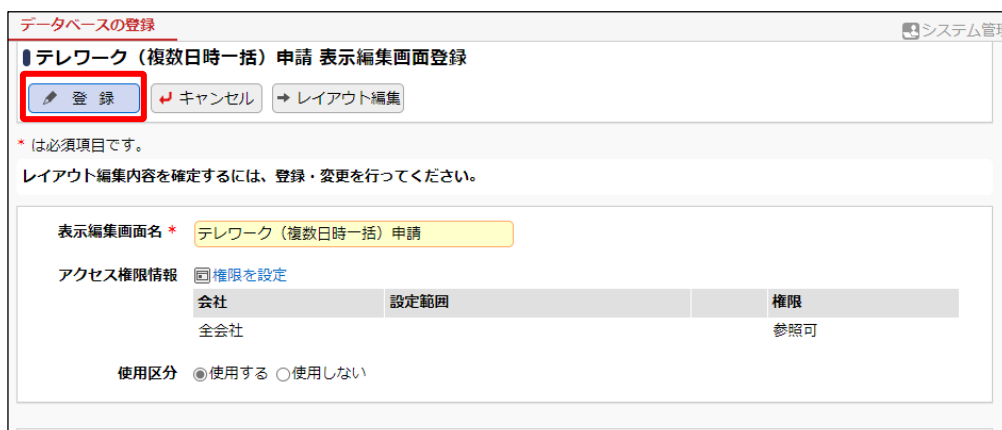 データベースの登録
システム管理
テレワーク（複数日時一括）申請 表示編集画面登録
登 録 キャンセル レイアウト編集
* は必須項目です。
レイアウト編集内容を確定するには、登録・変更を行ってください。
表示編集画面名 * テレワーク（複数日時一括）申請
アクセス権限情報 権限を設定
会社 設定範囲 権限
全会社 参照可
使用区分 使用する 使用しない